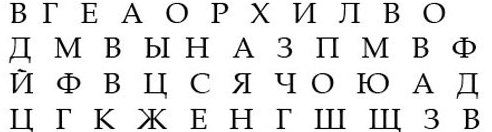 В Г Е А О Р Х И Л В О
Д М В Ы Н А З П М В Ф
Й Ф В Ц С Я Ч О Ю А Д
Ц Г К Ж Е Н Г Ш Щ З В